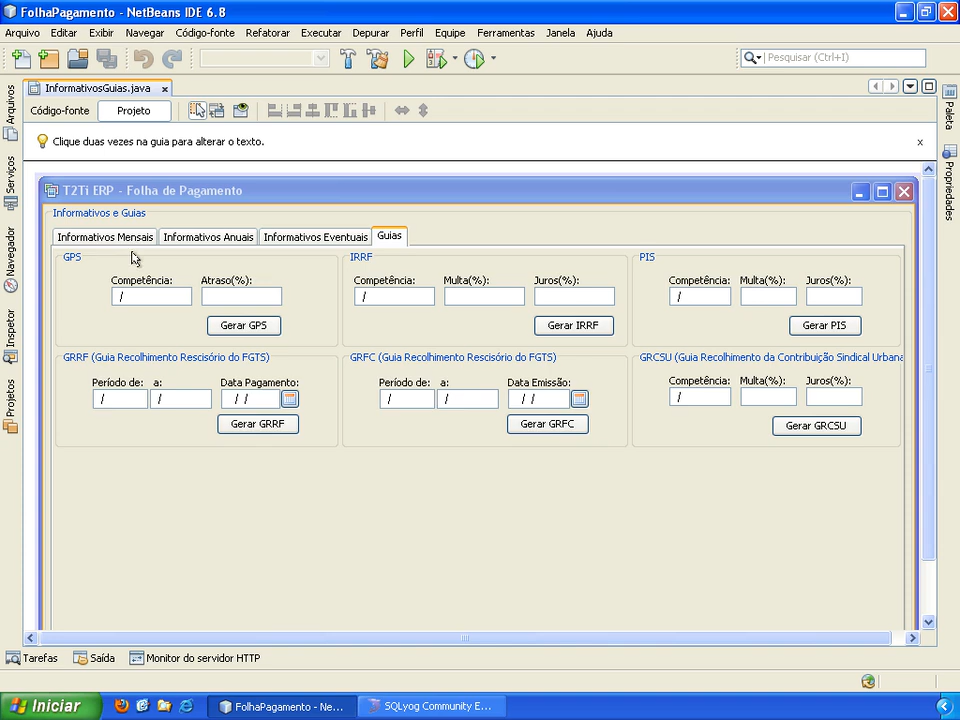 FolhaPagamento - NetBeans IDE 6.8
Arquivo Editar Exibir Navegar Código-fonte Refatorar Executar Depurar Perfil Equipe Ferramentas Janela Ajuda
Pesquisar (Ctrl+I)
InformativosGuias.java x
Código-fonte Projeto
Clique duas vezes na guia para alterar o texto. x
Arquivos
Serviços
Navegador
Inspetor
Projetos
Paleta
Propriedades
T2Ti ERP - Folha de Pagamento
Informativos e Guias
Informativos Mensais Informativos Anuais Informativos Eventuais Guias
GPS IRRF PIS
Competência: Atraso(%): Competência: Multa(%): Juros(%): Competência: Multa(%): Juros(%):
/ / /
Gerar GPS Gerar IRRF Gerar PIS
GRRF (Guia Recolhimento Rescisório do FGTS) GRFC (Guia Recolhimento Rescisório do FGTS) GRCSU (Guia Recolhimento da Contribuição Sindical Urbana
Período de: a: Data Pagamento: Período de: a: Data Emissão: Competência: Multa(%): Juros(%):
/ / / / / / / / /
Gerar GRRF Gerar GRFC Gerar GRCSU
Tarefas Saída Monitor do servidor HTTP
Iniciar FolhaPagamento - Ne... SQLyog Community E...